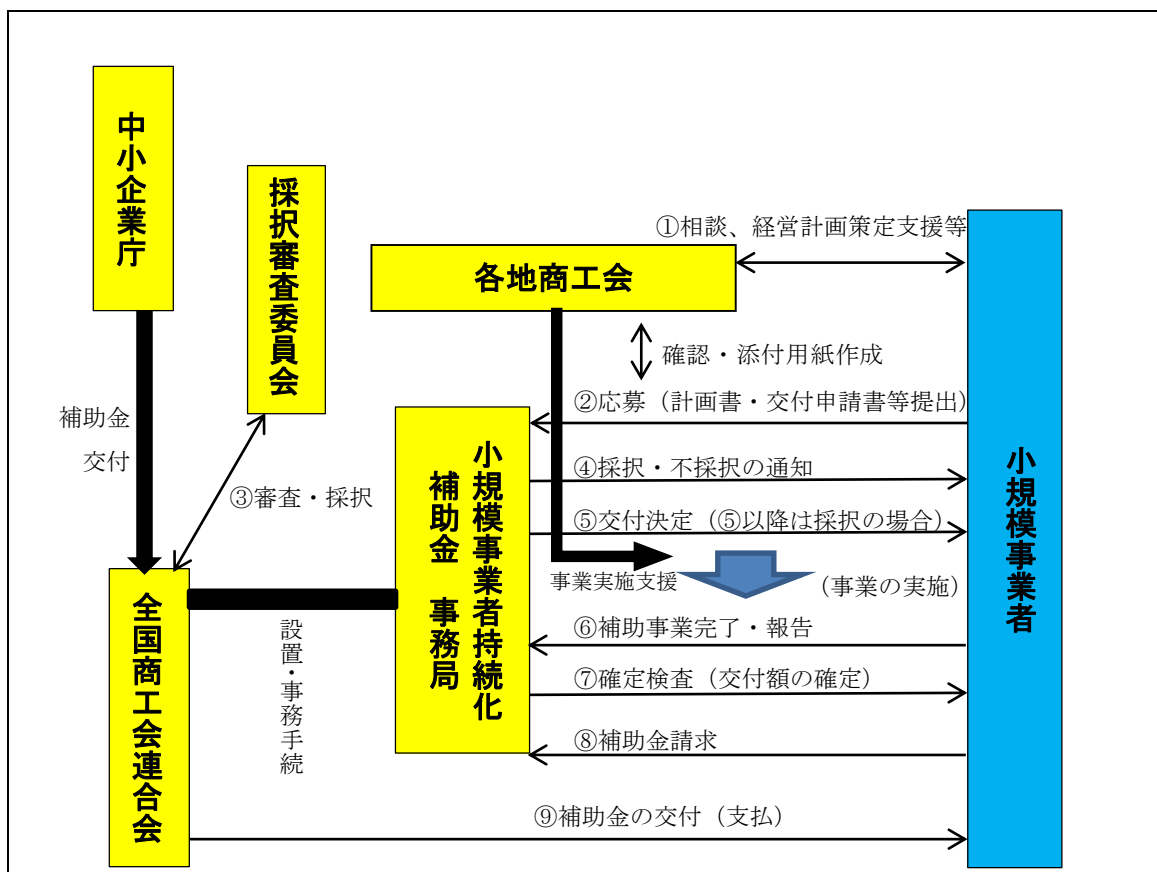 中小企業庁
採択審査委員会
①相談、経営計画策定支援等
各地商工会
確認・添付用紙作成
補助金
交付
②応募（計画書・交付申請書等提出）
③審査・採択
④採択・不採択の通知
⑤交付決定（⑤以降は採択の場合）
小規模事業者持続化
補助金　事務局
小規模事業者
事業実施支援
（事業の実施）
全国商工会連合会
設置・事務手続
⑥補助事業完了・報告
⑦確定検査（交付額の確定）
⑧補助金請求
⑨補助金の交付（支払）